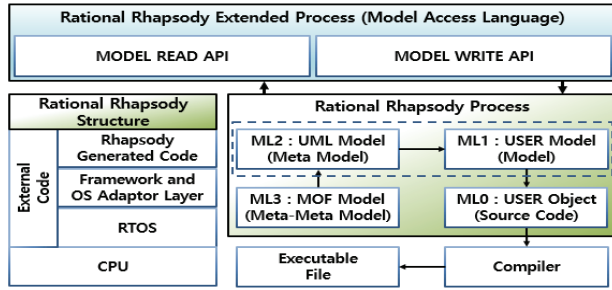 Rational Rhapsody Extended Process (Model Access Language)
MODEL READ API
MODEL WRITE API
Rational Rhapsody
Structure
External
Code
Rhapsody
Generated Code
Framework and
OS Adaptor Layer
RTOS
CPU
Rational Rhapsody Process
ML2 : UML Model
(Meta Model)
ML1 : USER Model
(Model)
ML3 : MOF Model
(Meta-Meta Model)
ML0 : USER Object
(Source Code)
Executable
File
Compiler